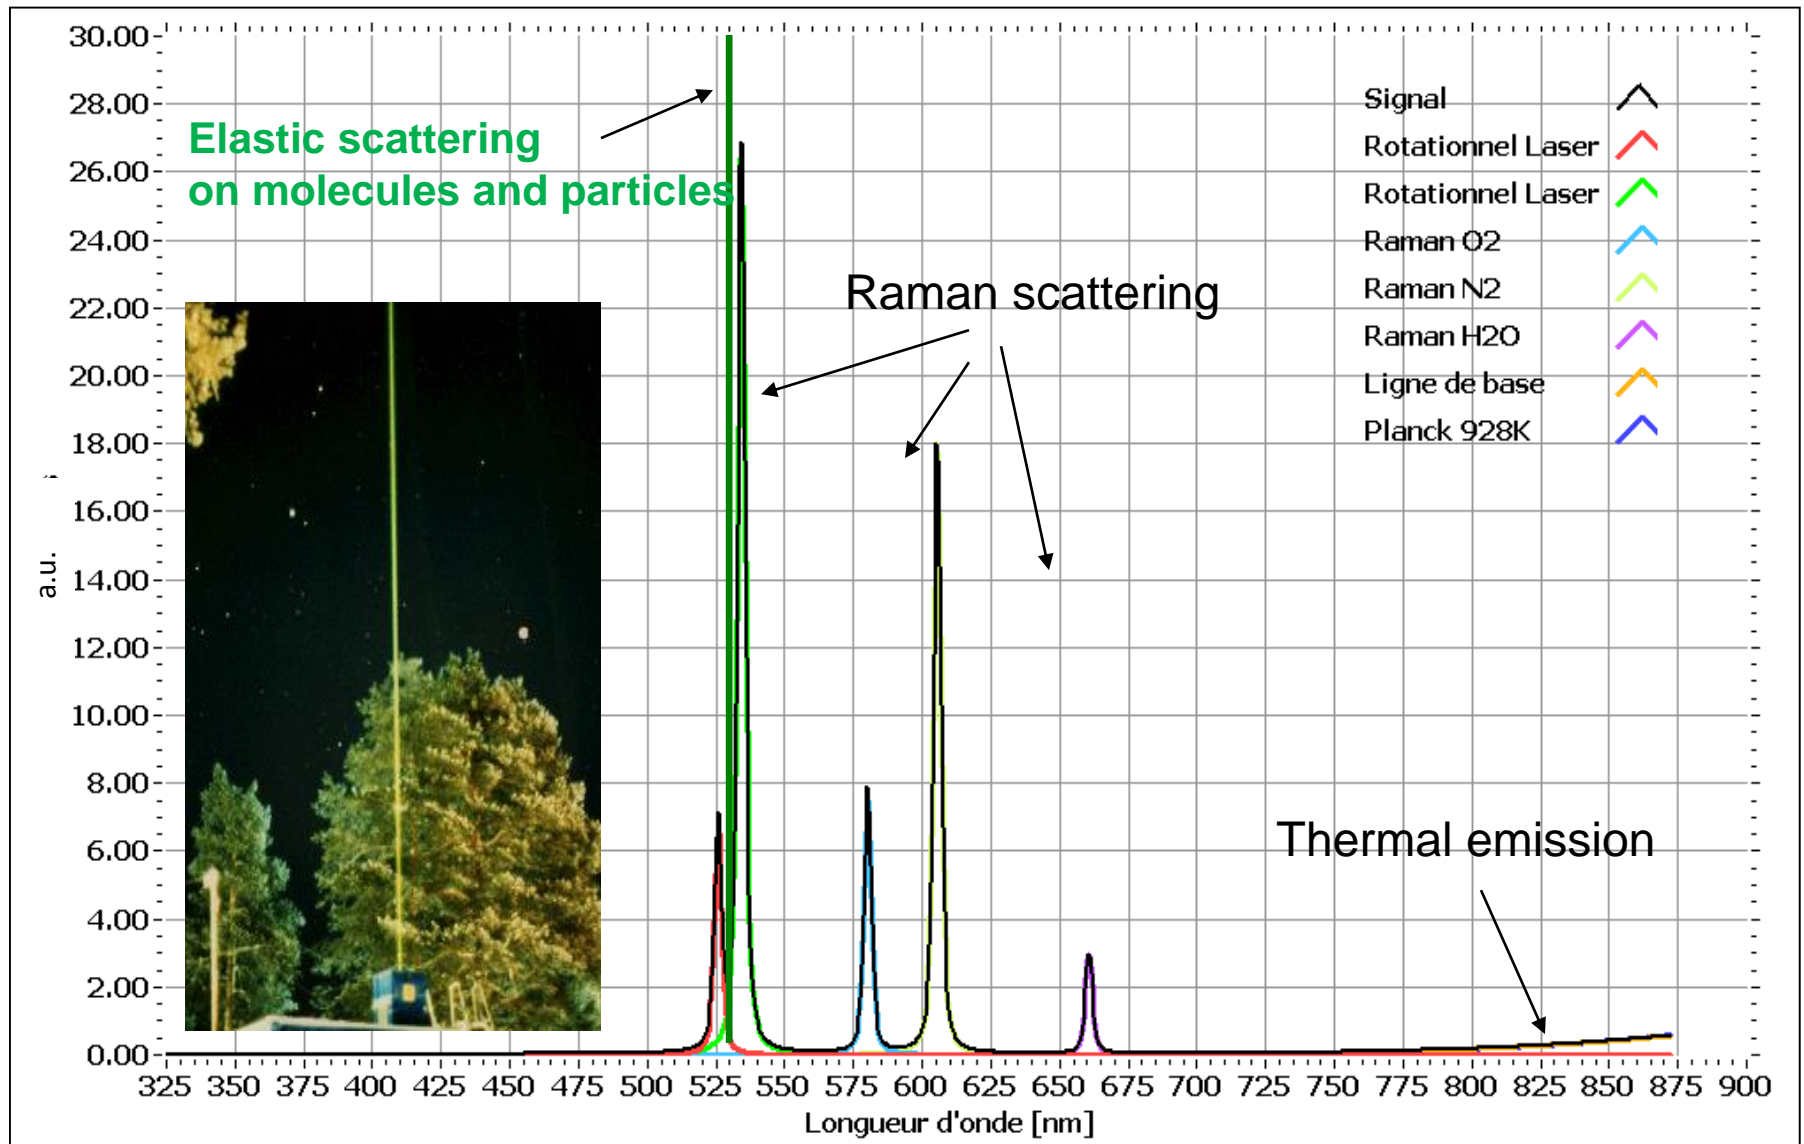 30.00
28.00
26.00
24.00
22.00
20.00
18.00
16.00
14.00
12.00
10.00
8.00
6.00
4.00
2.00
0.00
a.u.
Elastic scattering
on molecules and particles
Raman scattering
Thermal emission
Signal
Rotationnel Laser
Rotationnel Laser
Raman O2
Raman N2
Raman H2O
Ligne de base
Planck 928K
325 350 375 400 425 450 475 500 525 550 575 600 625 650 675 700 725 750 775 800 825 850 875 900
Longueur d'onde [nm]